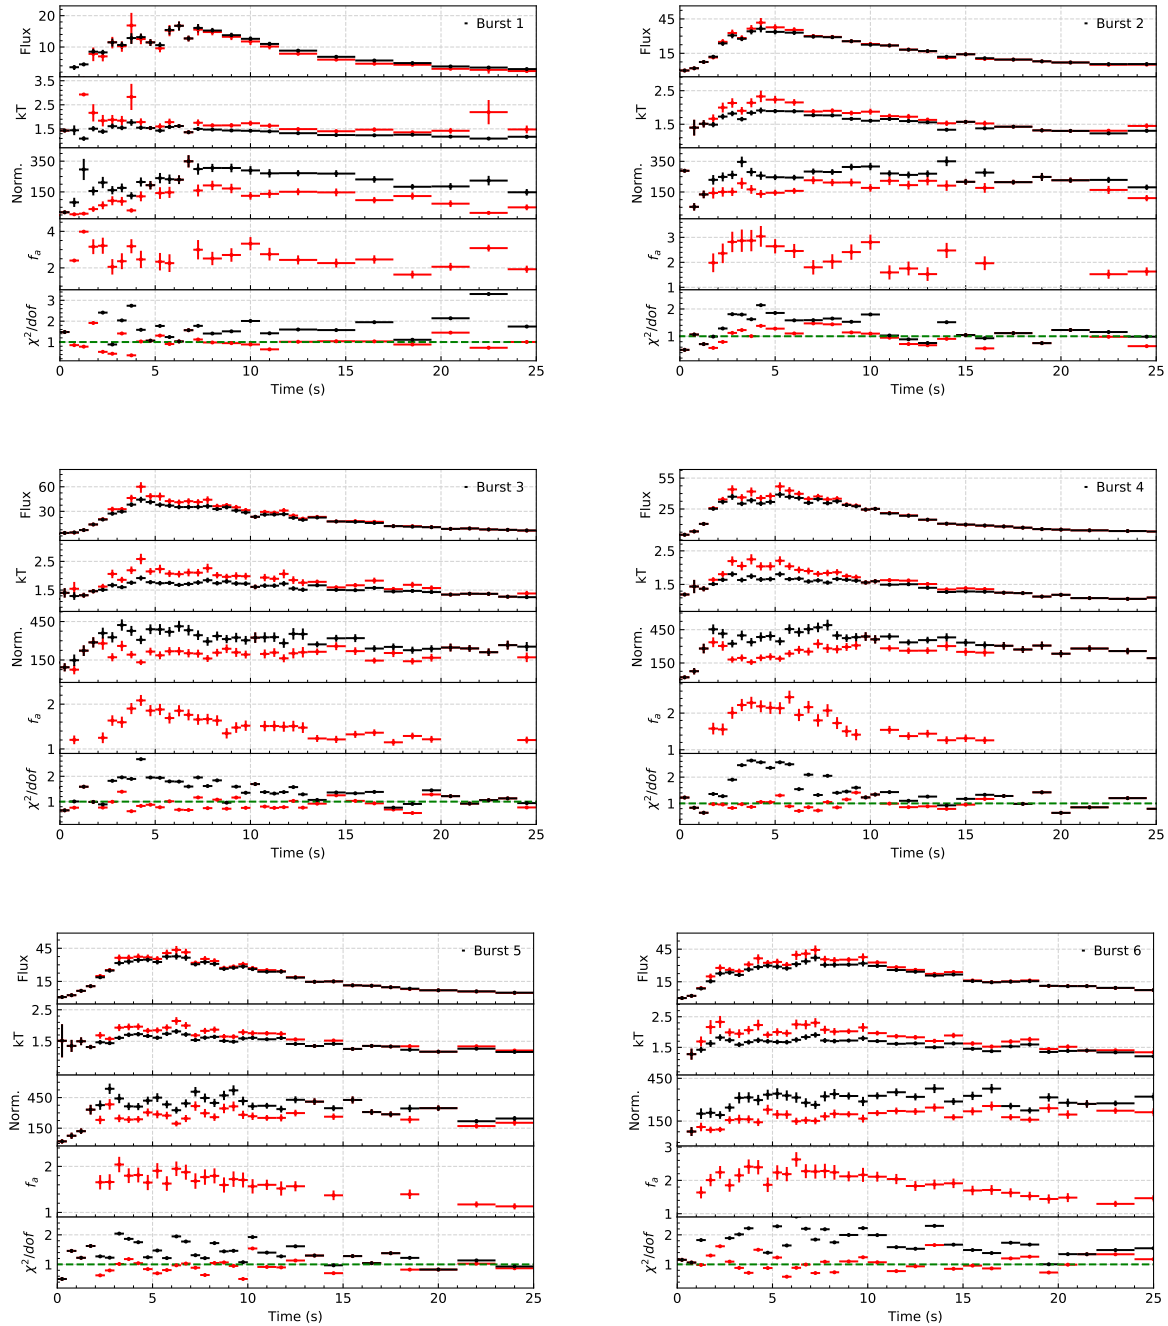 Burst 1
Flux
20
10
kT
3.5
2.5
1.5
Norm.
350
150
f_a
4
2
χ²/dof
3
2
1
0 5 10 15 20 25
Time (s)
Burst 2
Flux
45
15
kT
2.5
1.5
Norm.
350
150
f_a
3
2
1
χ²/dof
2
1
0 5 10 15 20 25
Time (s)
Burst 3
Flux
60
30
kT
2.5
1.5
Norm.
450
150
f_a
2
1
χ²/dof
2
1
0 5 10 15 20 25
Time (s)
Burst 4
Flux
55
25
kT
2.5
1.5
Norm.
450
150
f_a
2
1
χ²/dof
2
1
0 5 10 15 20 25
Time (s)
Burst 5
Flux
45
15
kT
2.5
1.5
Norm.
450
150
f_a
2
1
χ²/dof
2
1
0 5 10 15 20 25
Time (s)
Burst 6
Flux
45
15
kT
2.5
1.5
Norm.
450
150
f_a
3
2
1
χ²/dof
2
1
0 5 10 15 20 25
Time (s)